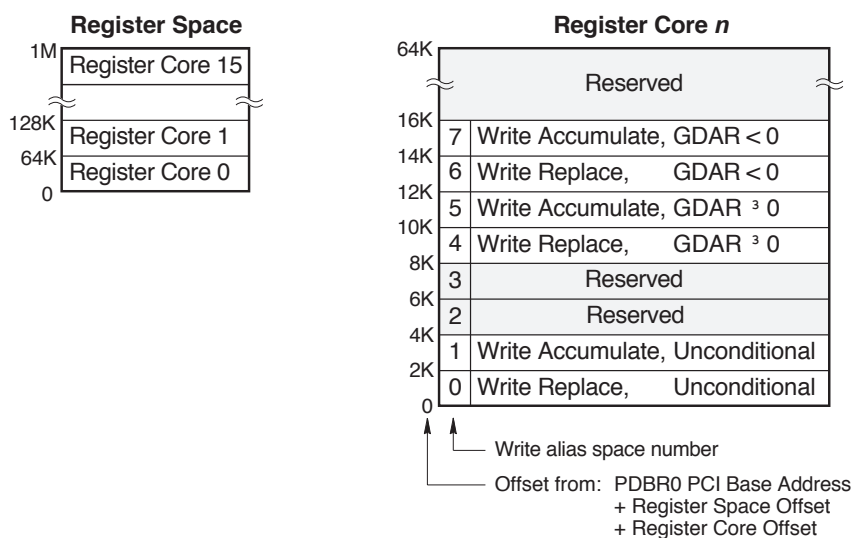 Register Space
1M
Register Core 15
128K
Register Core 1
64K
Register Core 0
0
Register Core n
64K
Reserved
16K
7 Write Accumulate, GDAR < 0
14K
6 Write Replace, GDAR < 0
12K
5 Write Accumulate, GDAR ³ 0
10K
4 Write Replace, GDAR ³ 0
8K
3 Reserved
6K
2 Reserved
4K
1 Write Accumulate, Unconditional
2K
0 Write Replace, Unconditional
0
Write alias space number
Offset from: PDBR0 PCI Base Address
+ Register Space Offset
+ Register Core Offset